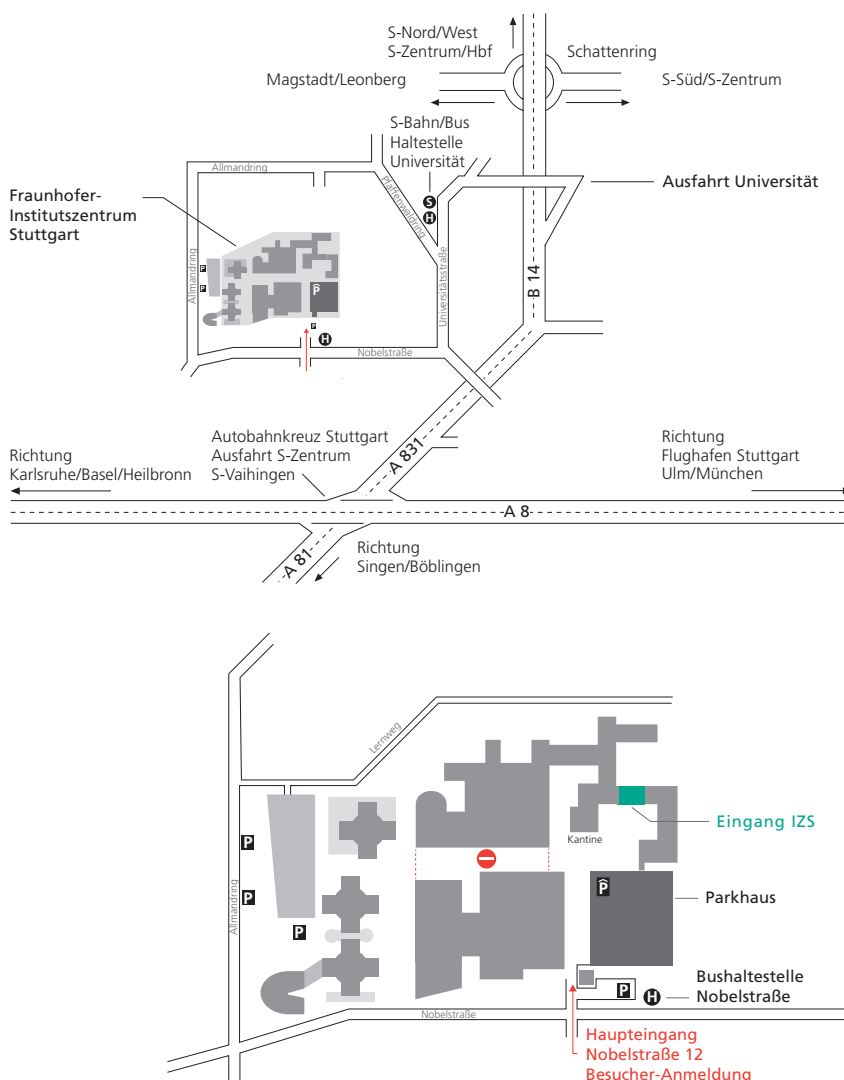 S-Nord/West
S-Zentrum/Hbf
Schattenring
Magstadt/Leonberg
S-Süd/S-Zentrum
S-Bahn/Bus
Haltestelle
Universität
Allmandring
Pfaffenwaldring
Ausfahrt Universität
Fraunhofer-
Institutszentrum
Stuttgart
S
H
Allmandring
P
P
P
P
Universitätsstraße
B 14
H
Nobelstraße
A 831
Autobahnkreuz Stuttgart
Ausfahrt S-Zentrum
S-Vaihingen
Richtung
Karlsruhe/Basel/Heilbronn
Richtung
Flughafen Stuttgart
Ulm/München
A 8
A 81
Richtung
Singen/Böblingen
Lernweg
Eingang IZS
Kantine
P
P
P
P
Allmandring
Parkhaus
P
H
Bushaltestelle
Nobelstraße
Nobelstraße
Haupteingang
Nobelstraße 12
Besucher-Anmeldung